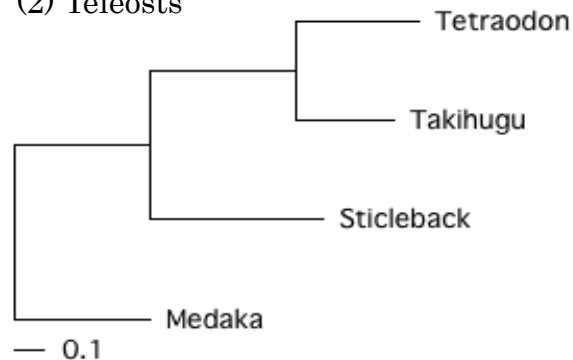 (2) Teleosts
Tetraodon
Takihugu
Sticleback
Medaka
0.1